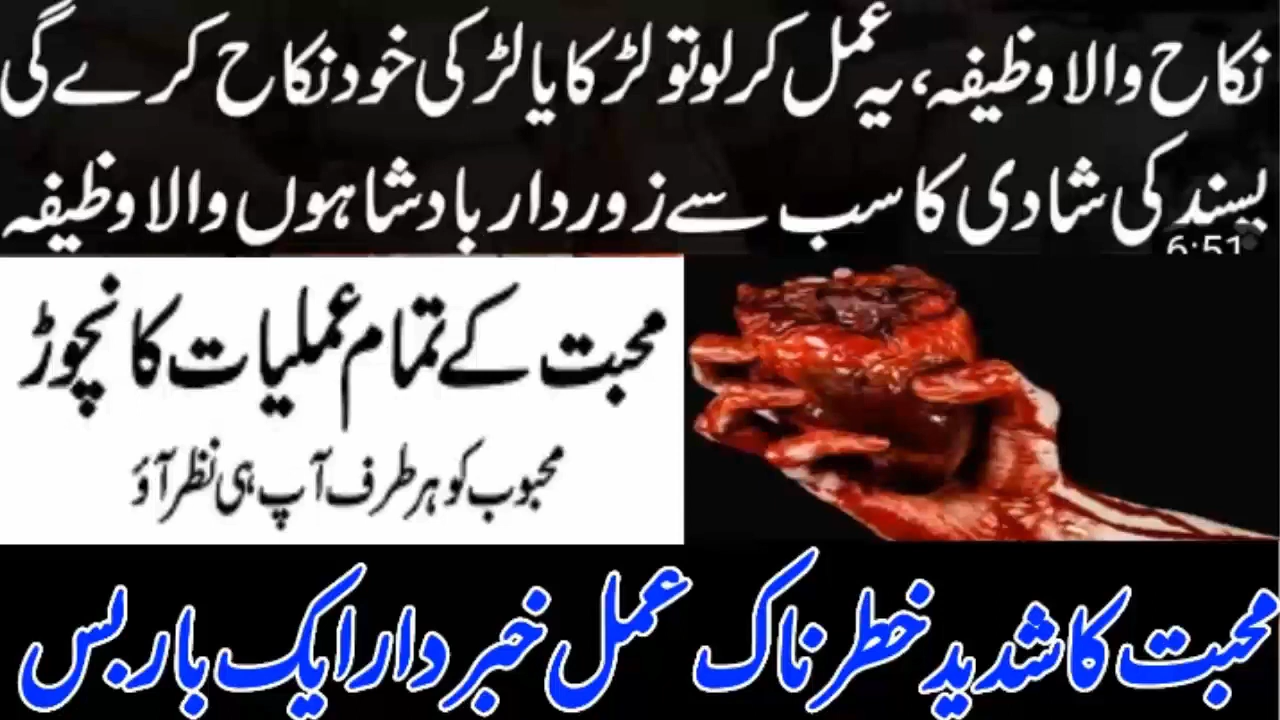 نکاح والا وظیفہ، یہ عمل کرلو تو لڑکا یا لڑکی خود نکاح کرے گی
پسند کی شادی کا سب سے زوردار بادشاہوں والا وظیفہ
6:51
محبت کے تمام عملیات کا نچوڑ
محبوب کو ہر طرف آپ ہی نظر آؤ
محبت کا شدید خطرناک عمل خبردار ایک بار بس